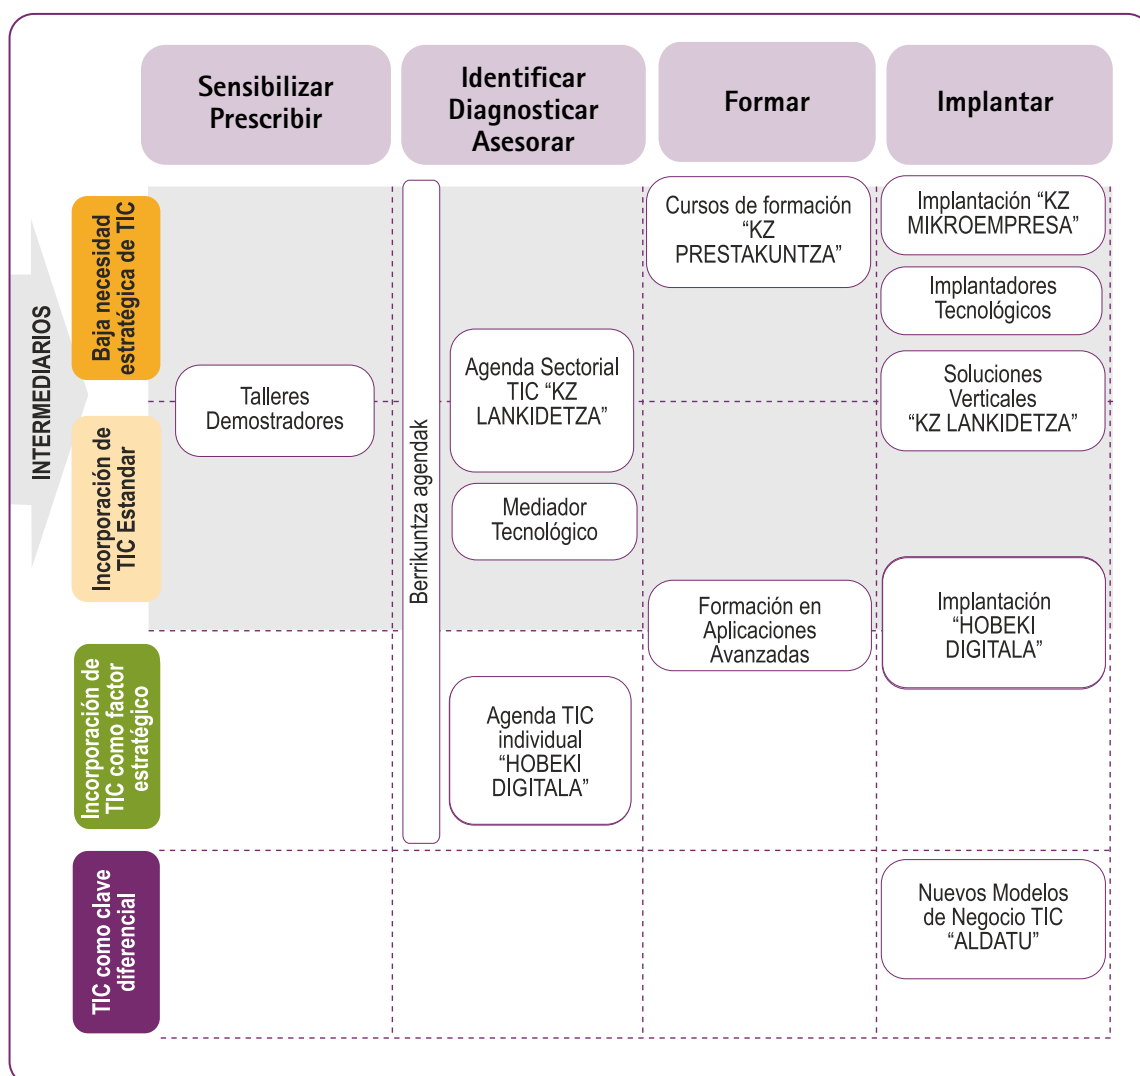 Sensibilizar
Prescribir
Identificar
Diagnosticar
Asesorar
Formar
Implantar
INTERMEDIARIOS
Baja necesidad
estratégica de TIC
Incorporación de
TIC Estandar
Incorporación de
TIC como factor
estratégico
TIC como clave
diferencial
Talleres
Demostradores
Berrikuntza agendak
Agenda Sectorial
TIC “KZ
LANKIDETZA”
Mediador
Tecnológico
Agenda TIC
individual
“HOBEKI
DIGITALA”
Cursos de formación
“KZ
PRESTAKUNTZA”
Formación en
Aplicaciones
Avanzadas
Implantación “KZ
MIKROEMPRESA”
Implantadores
Tecnológicos
Soluciones
Verticales
“KZ LANKIDETZA”
Implantación
“HOBEKI
DIGITALA”
Nuevos Modelos
de Negocio TIC
“ALDATU”